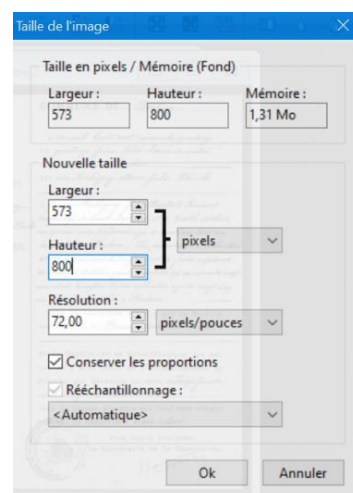 Taille de l'image
Taille en pixels / Mémoire (Fond)
Largeur : Hauteur : Mémoire :
573 800 1,31 Mo
Nouvelle taille
Largeur :
573
pixels
Hauteur :
800
Résolution :
72,00 pixels/pouces
Conserver les proportions
Rééchantillonnage :
<Automatique>
Ok Annuler